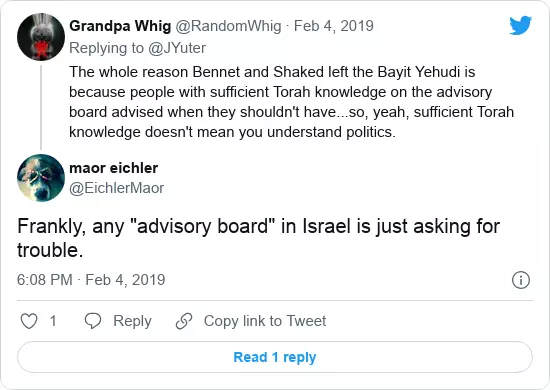 Grandpa Whig @RandomWhig · Feb 4, 2019
Replying to @JYuter
The whole reason Bennet and Shaked left the Bayit Yehudi is
because people with sufficient Torah knowledge on the advisory
board advised when they shouldn't have...so, yeah, sufficient Torah
knowledge doesn't mean you understand politics.
maor eichler
@EichlerMaor
Frankly, any "advisory board" in Israel is just asking for
trouble.
6:08 PM · Feb 4, 2019
1 Reply Copy link to Tweet
Read 1 reply